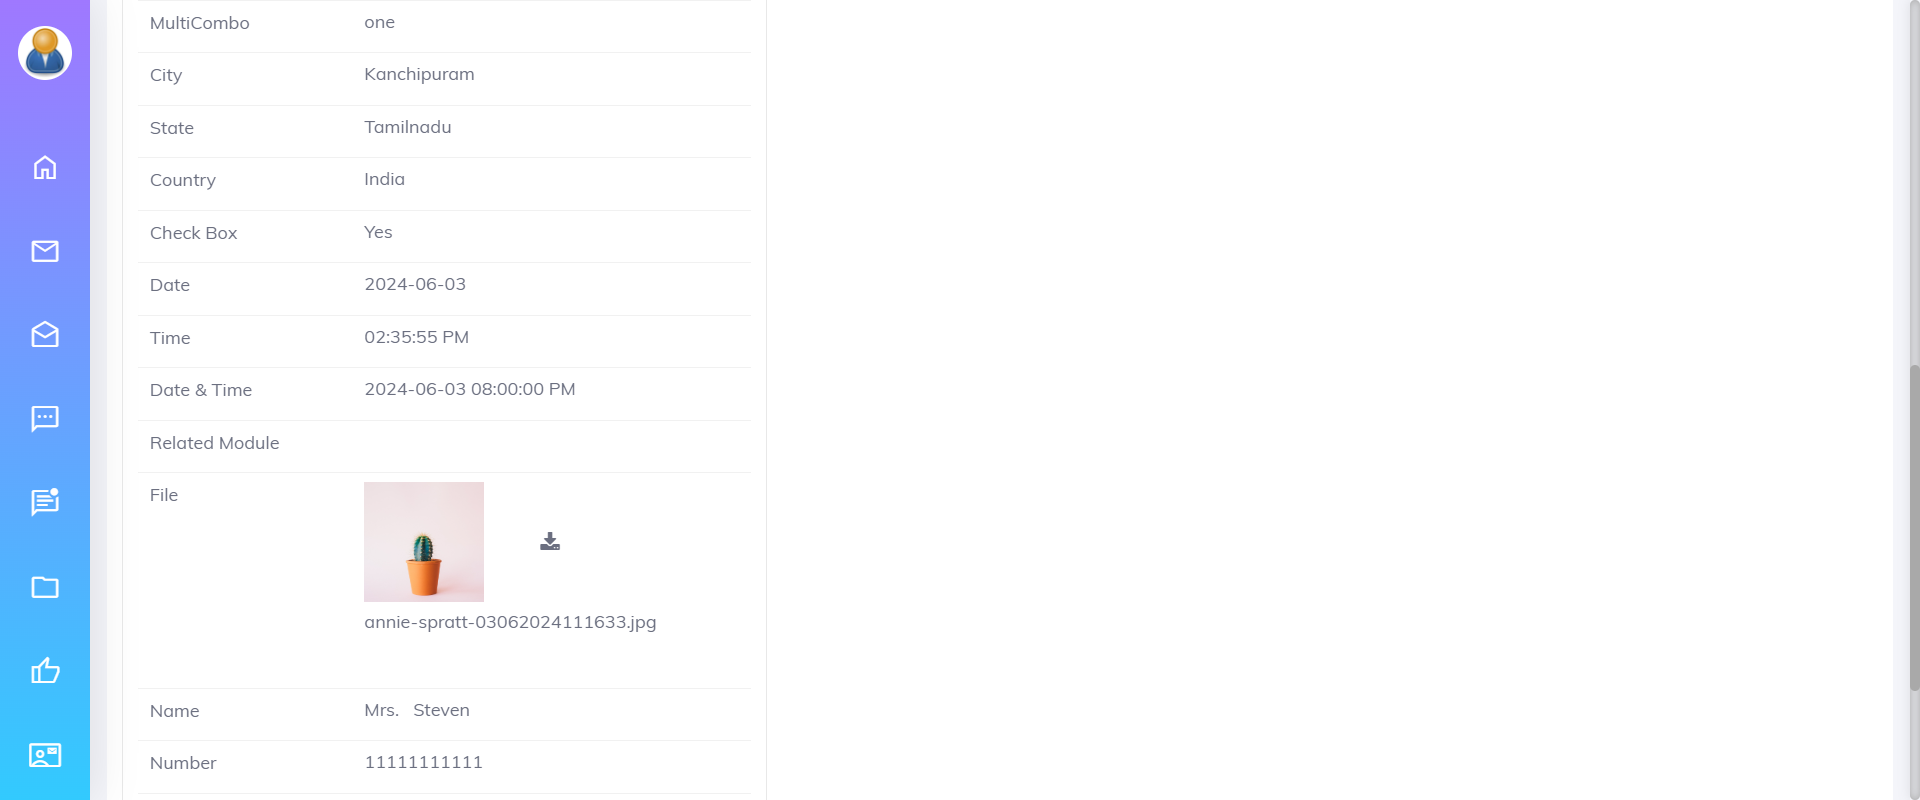 MultiCombo one
City Kanchipuram
State Tamilnadu
Country India
Check Box Yes
Date 2024-06-03
Time 02:35:55 PM
Date & Time 2024-06-03 08:00:00 PM
Related Module
File
annie-spratt-03062024111633.jpg
Name Mrs. Steven
Number 11111111111